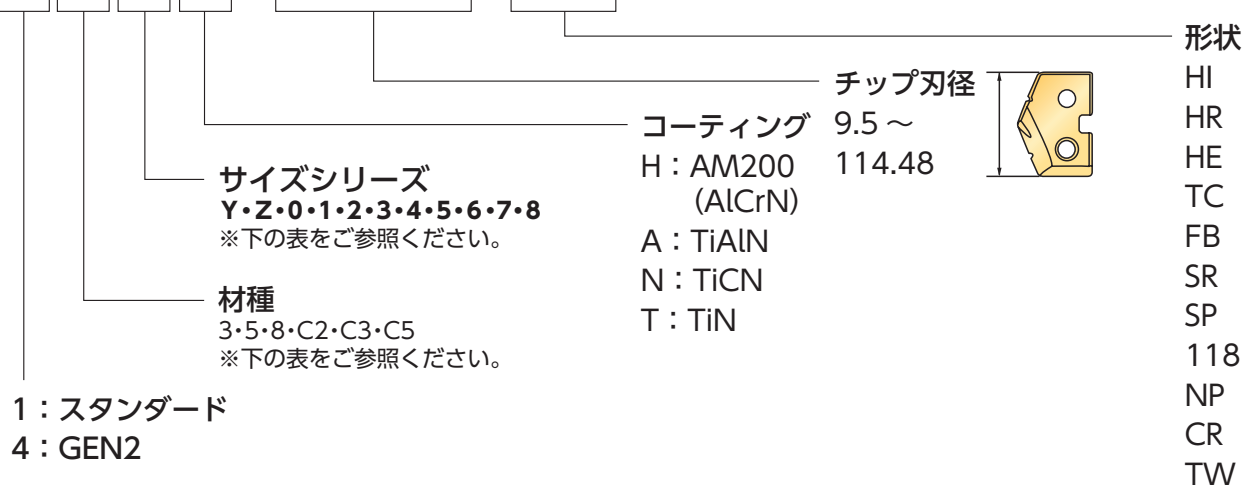 形状
HI
HR
HE
TC
FB
SR
SP
118
NP
CR
TW
チップ刃径
9.5～
114.48
コーティング
H：AM200
(AlCrN)
A：TiAlN
N：TiCN
T：TiN
サイズシリーズ
Y・Z・0・1・2・3・4・5・6・7・8
※下の表をご参照ください。
材種
3・5・8・C2・C3・C5
※下の表をご参照ください。
1：スタンダード
4：GEN2